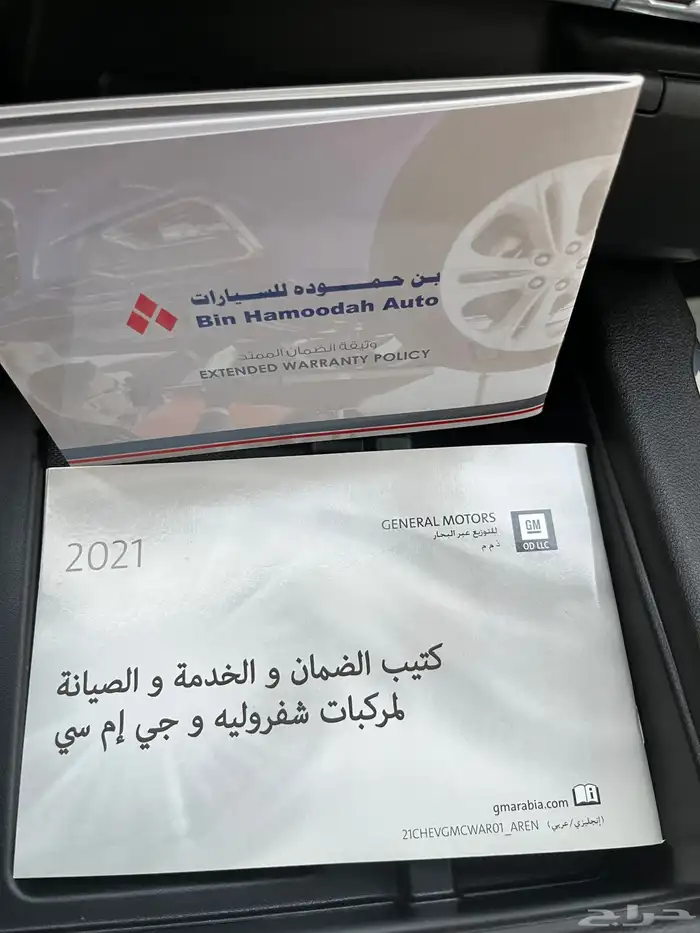 بن حمـــوده للسيارات
Bin Hamoodah Auto
وثيقة الضمان الممتد
EXTENDED WARRANTY POLICY
2021
GENERAL MOTORS
للتوزيع عبر البحار
ذ م م
GM
OD LLC
كتيب الضمان و الخدمة و الصيانة
لمركبات شفروليه و جي إم سي
gmarabia.com
21CHEVGMCWAR01_AREN (إنجليزي/عربي)
حراج